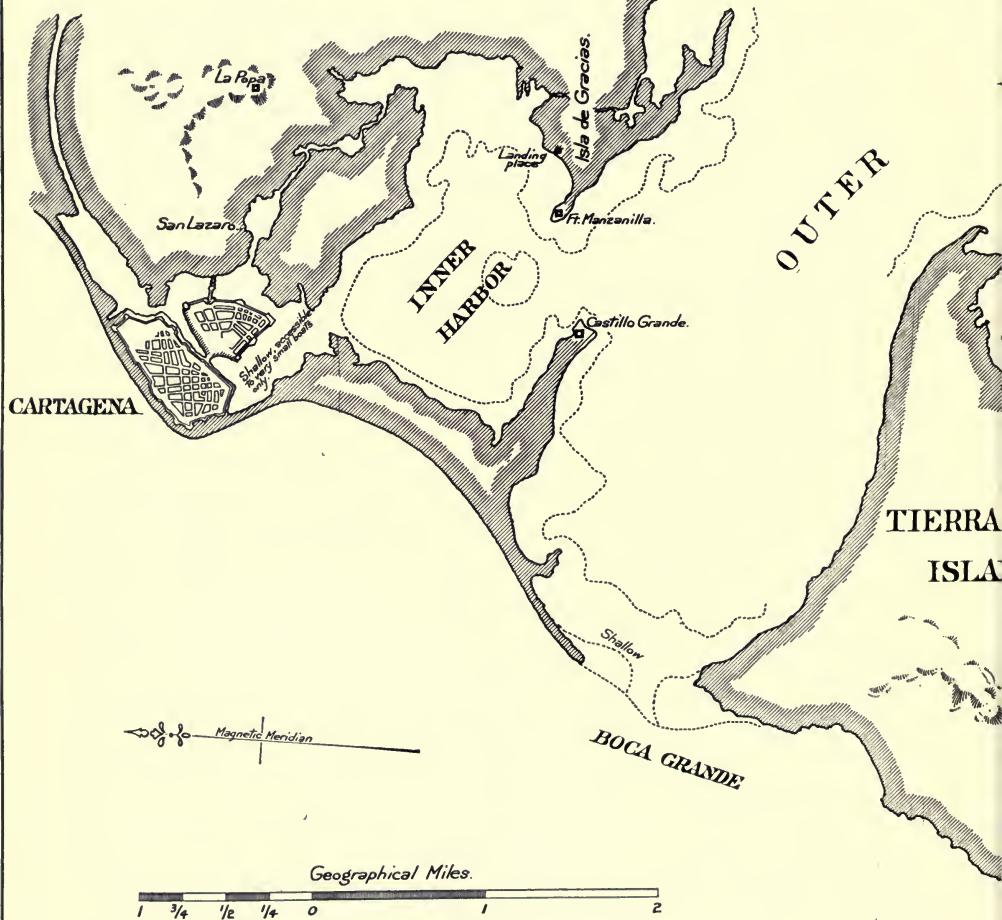 La Popa
Isla de Gracias.
Landing
place
San Lazaro.
Ft. Manzanilla.
OUTER
INNER
HARBOR
Castillo Grande.
Shallow, accessible
to very small boats
only.
CARTAGENA
TIERRA
ISLA
Shallow
Magnetic Meridian
BOCA GRANDE
Geographical Miles.
1 3/4 1/2 1/4 0 1 2